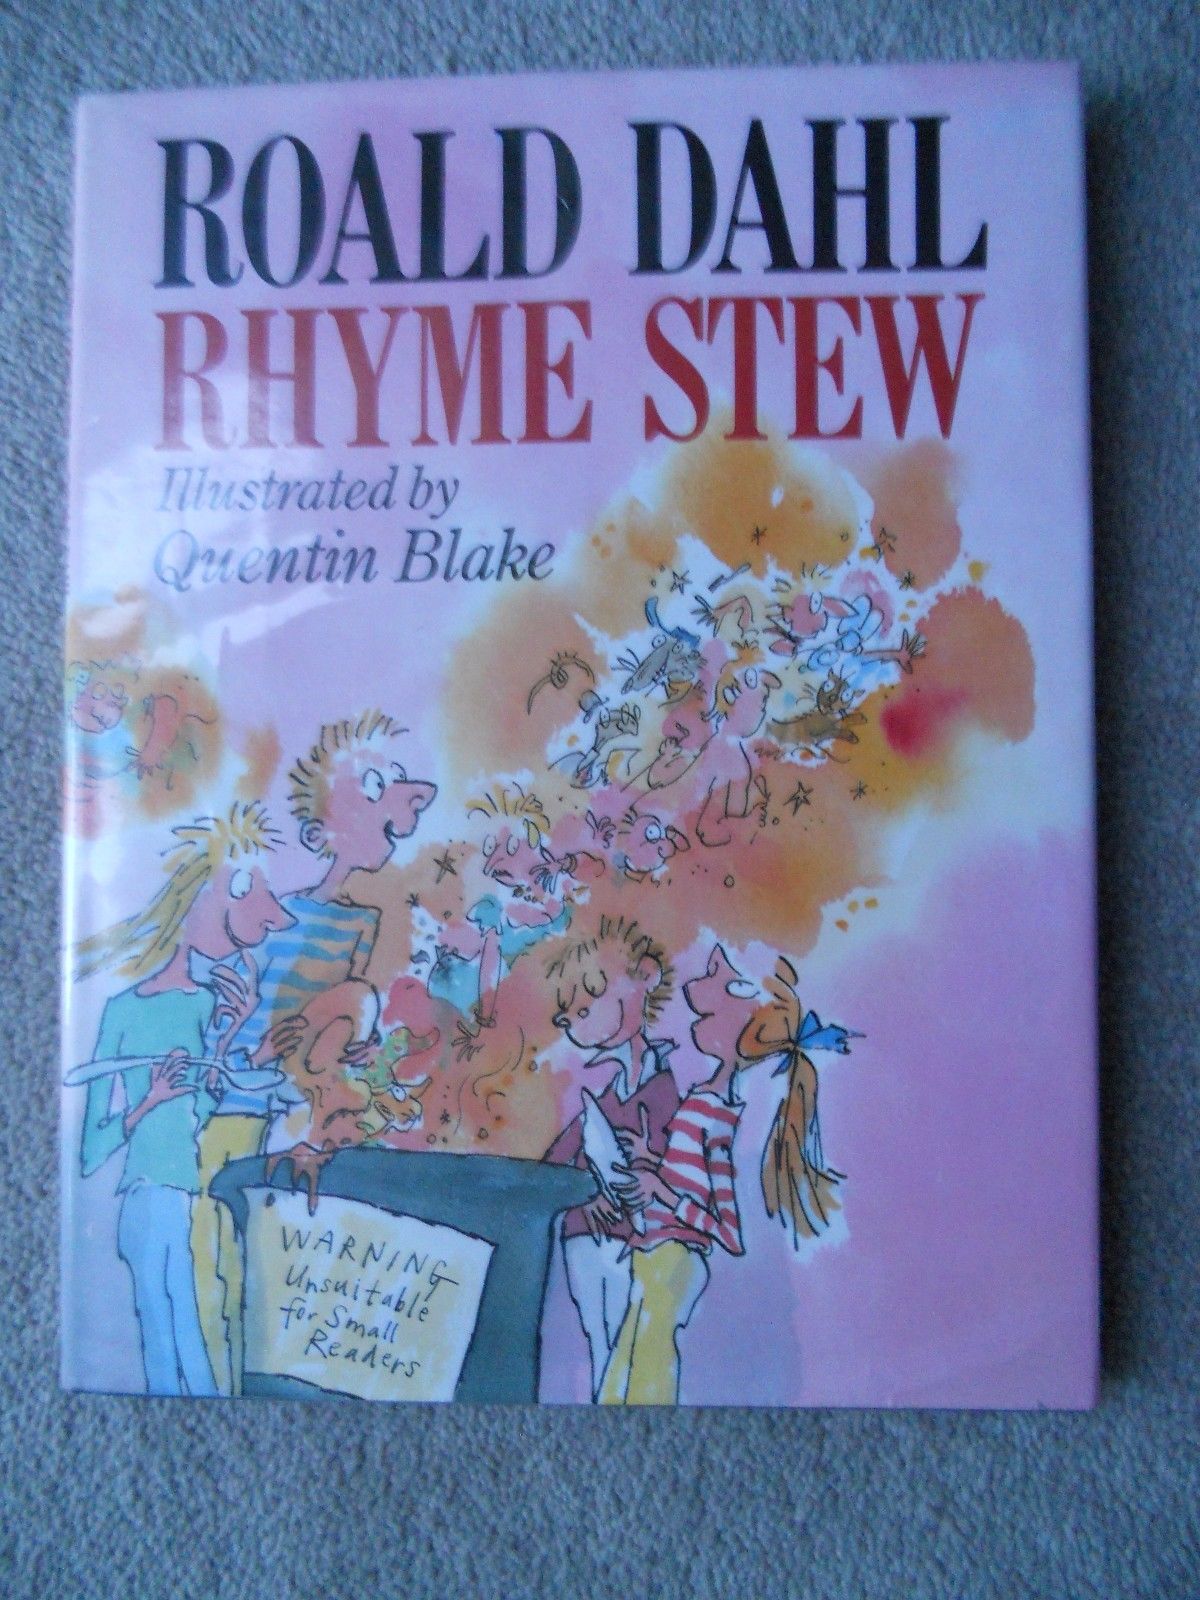 ROALD DAHL
RHYME STEW
Illustrated by
Quentin Blake
WARNING
Unsuitable
for Small
Readers